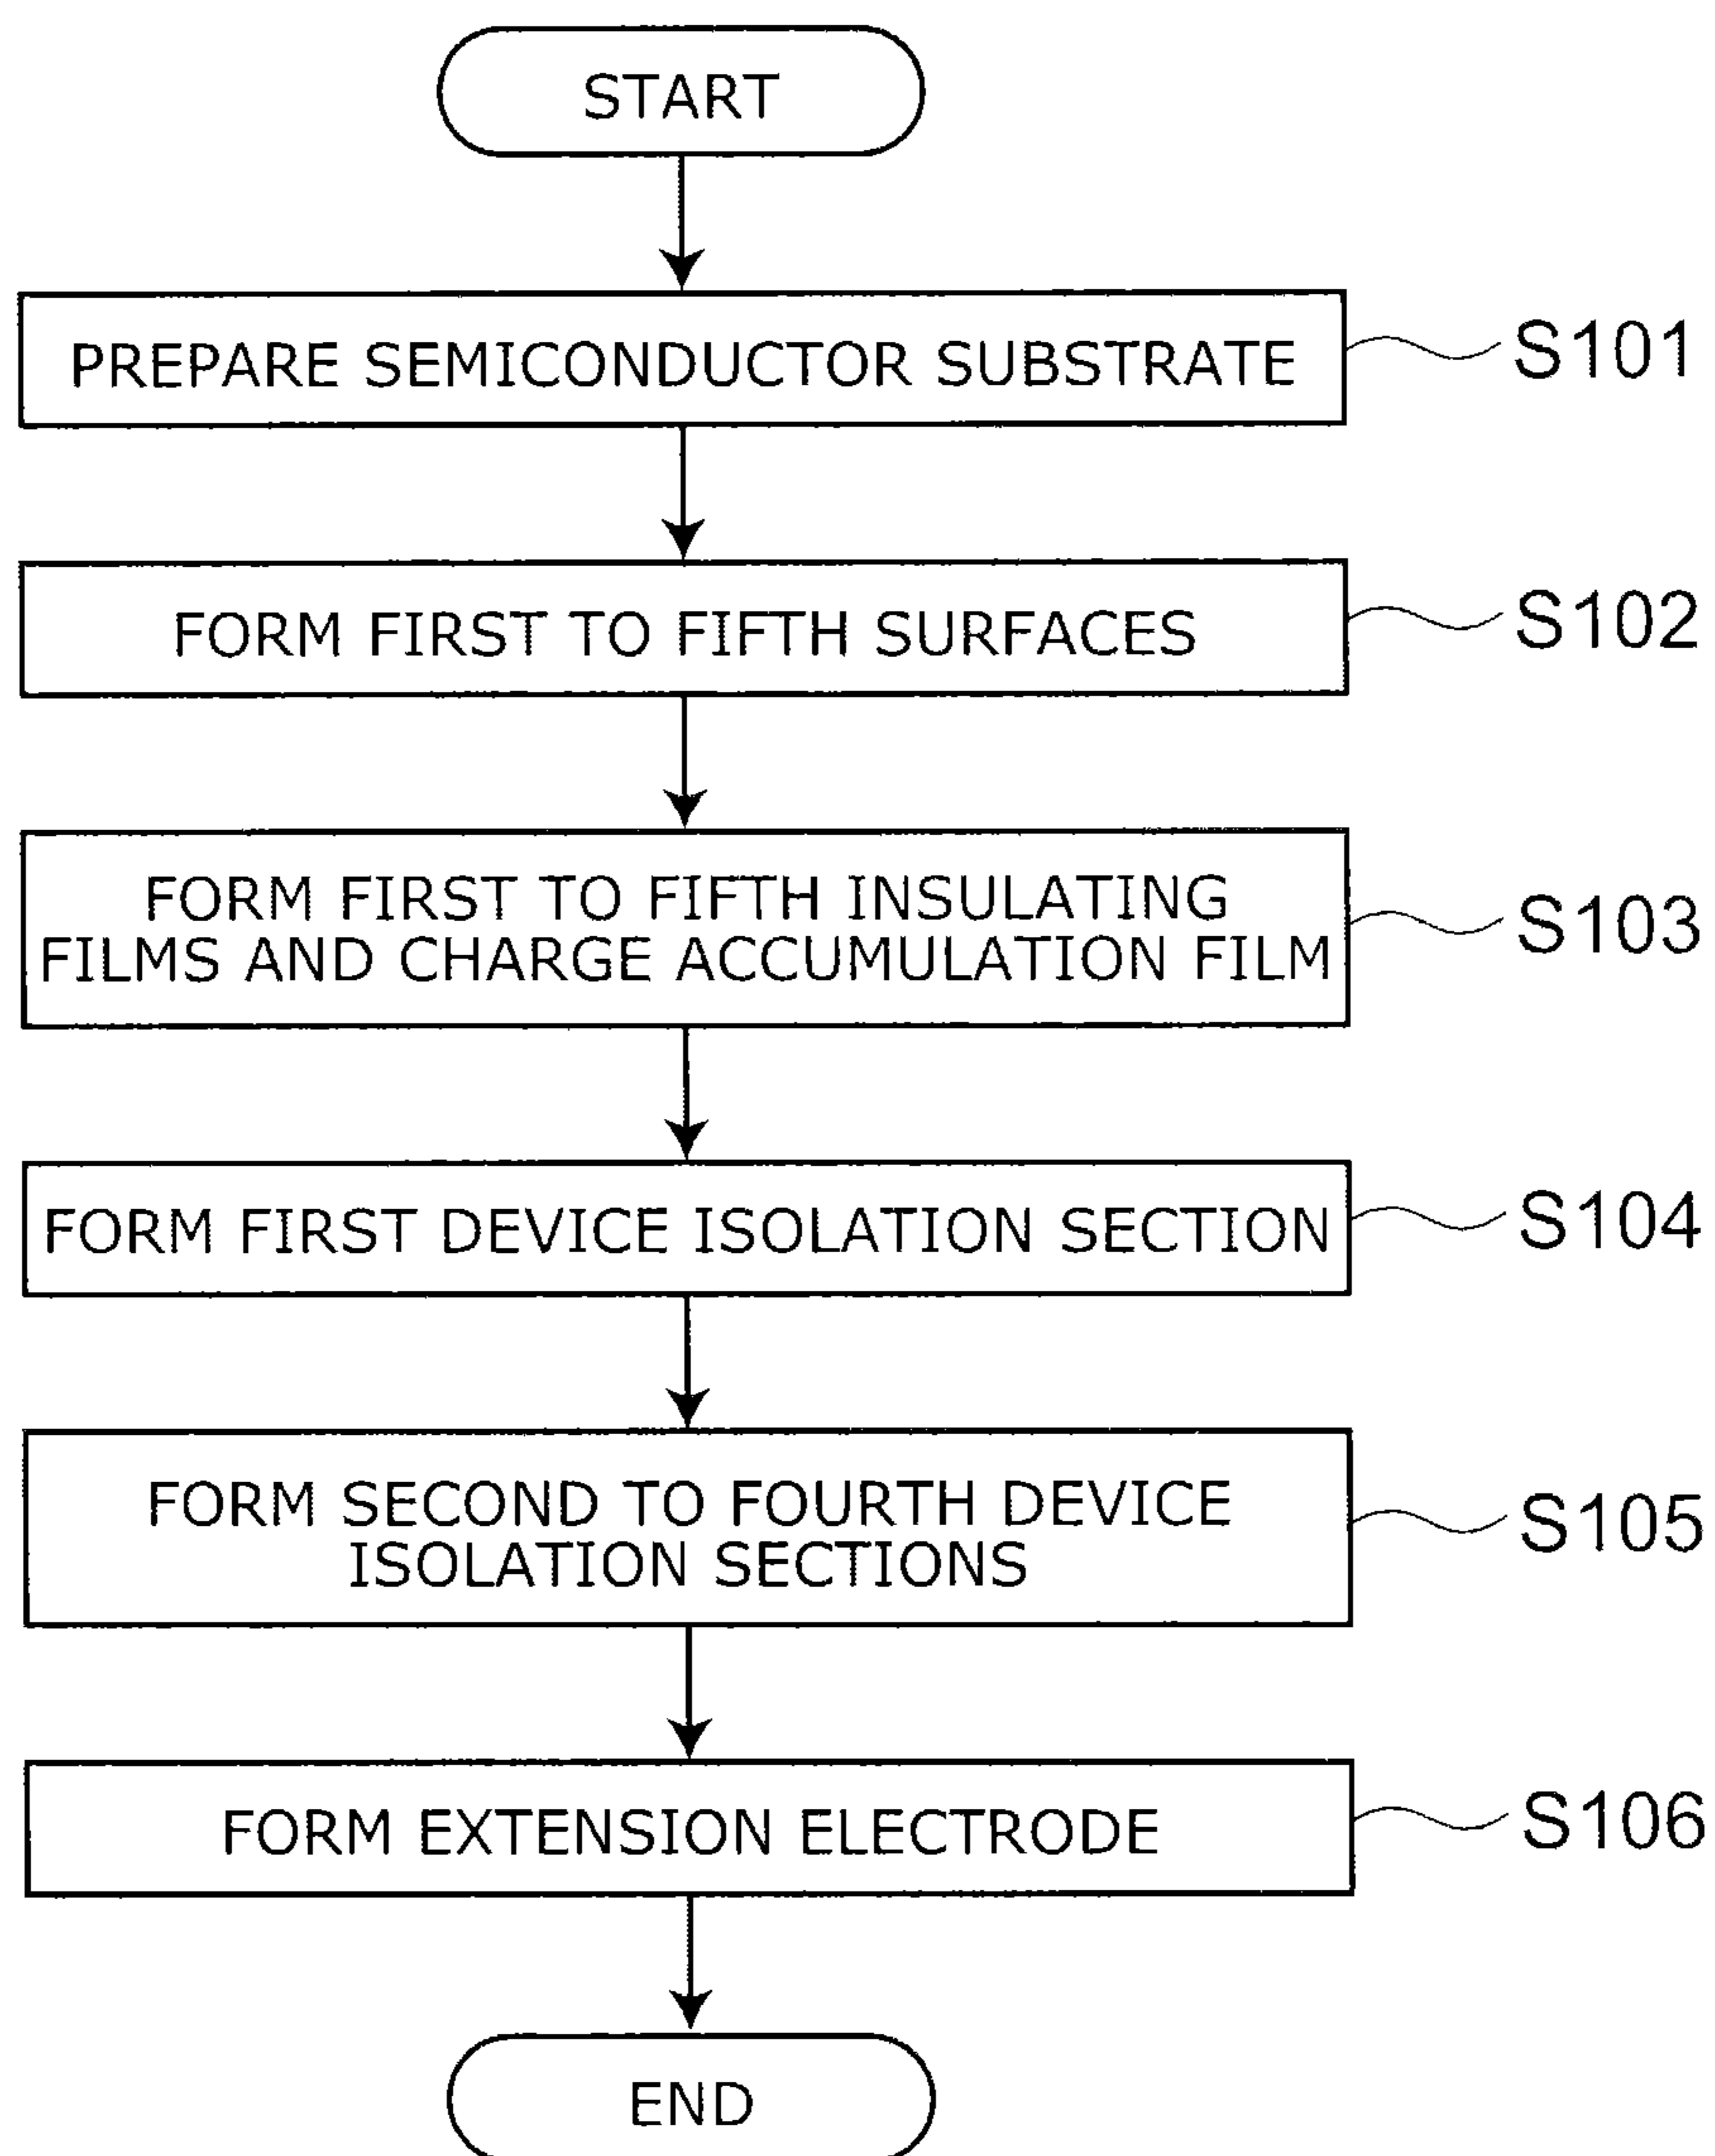 START
PREPARE SEMICONDUCTOR SUBSTRATE
S101
FORM FIRST TO FIFTH SURFACES
S102
FORM FIRST TO FIFTH INSULATING
FILMS AND CHARGE ACCUMULATION FILM
S103
FORM FIRST DEVICE ISOLATION SECTION
S104
FORM SECOND TO FOURTH DEVICE
ISOLATION SECTIONS
S105
FORM EXTENSION ELECTRODE
S106
END